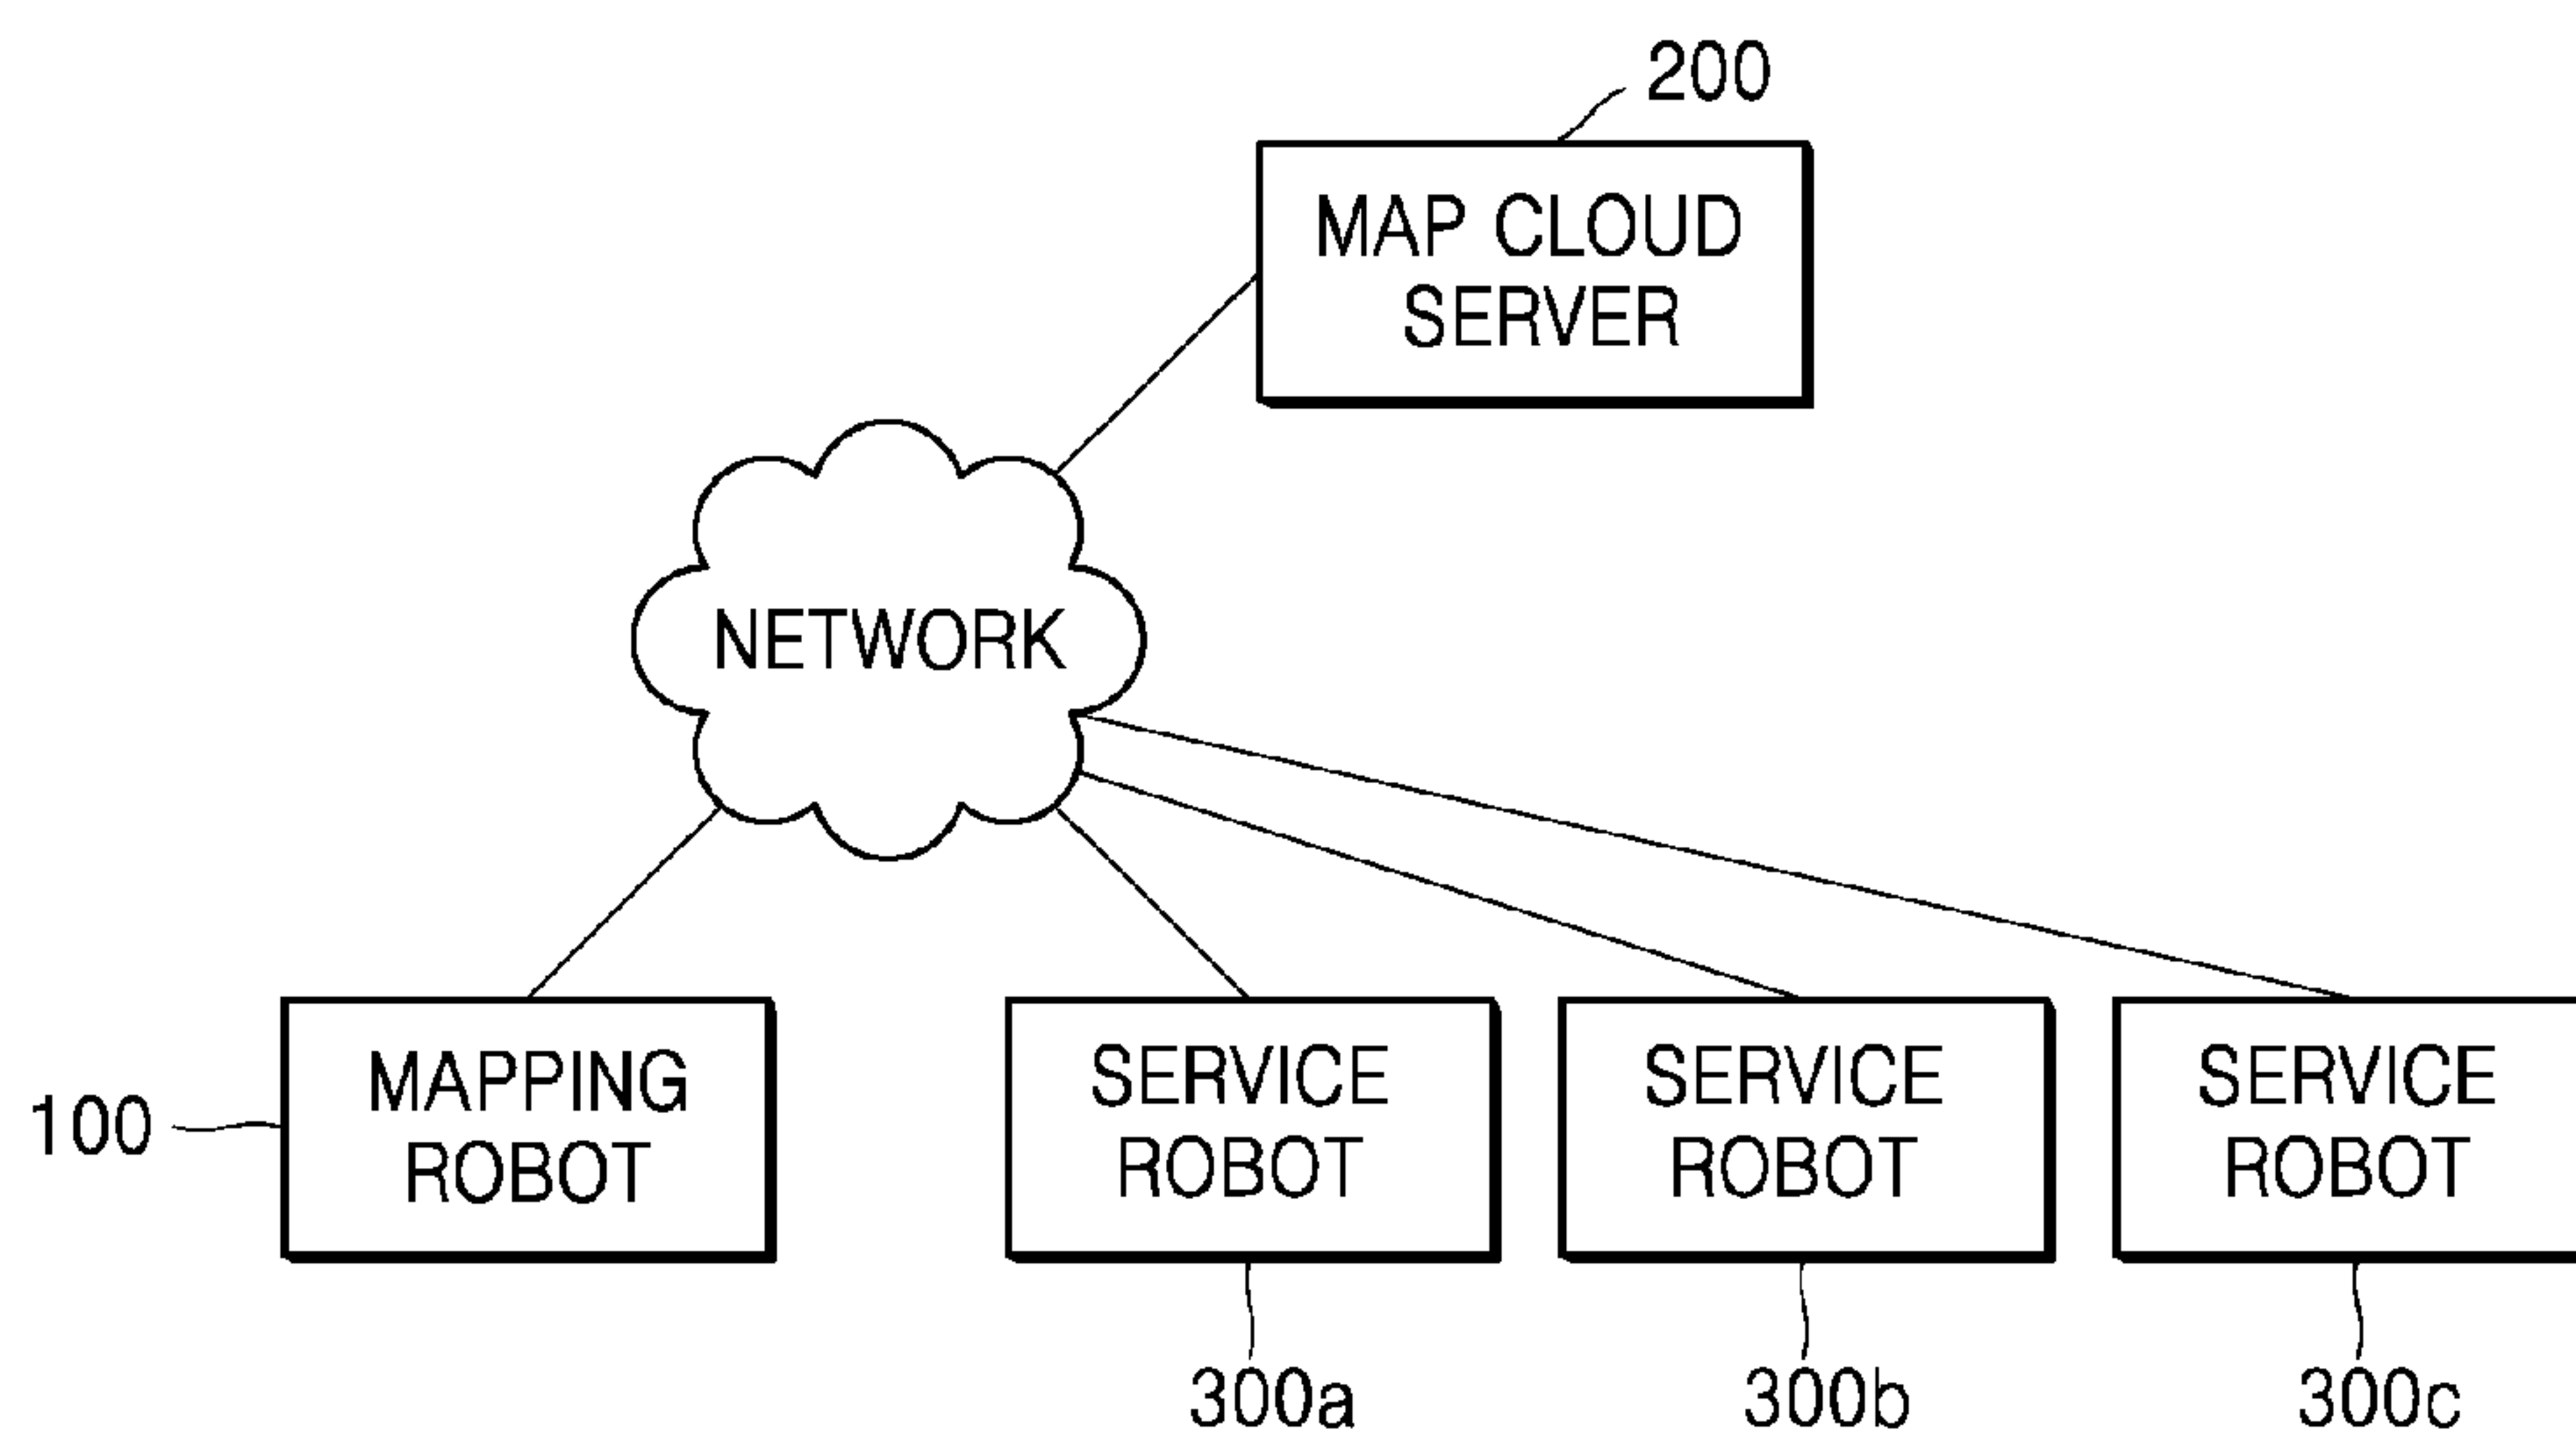 200
MAP CLOUD
SERVER
NETWORK
100
MAPPING
ROBOT
SERVICE
ROBOT
SERVICE
ROBOT
SERVICE
ROBOT
300a
300b
300c